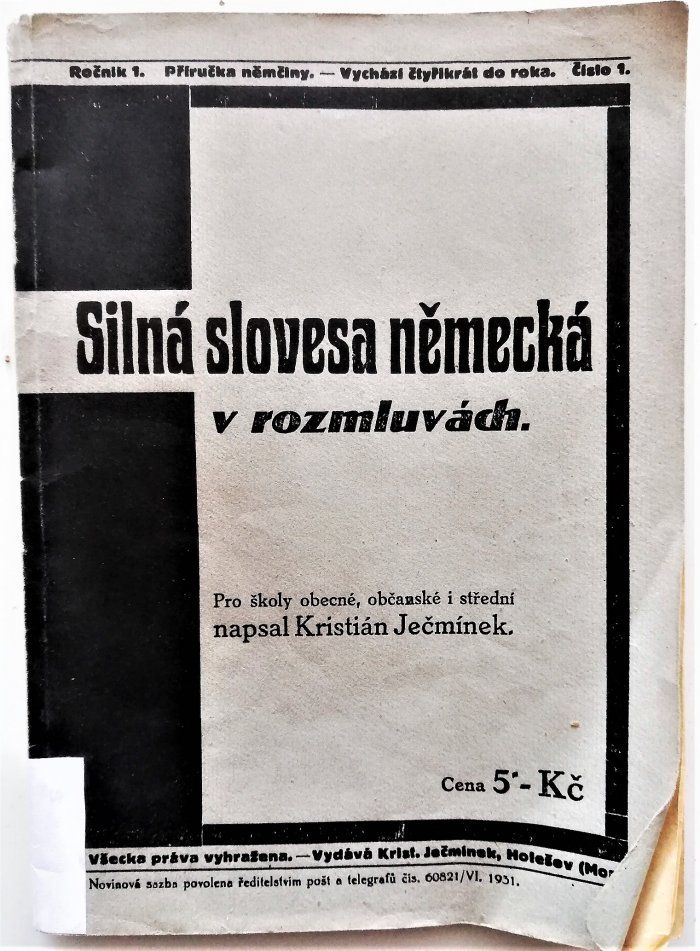 Ročník 1. Příručka němčiny. — Vychází čtyřikrát do roka. Číslo 1.
Silná slovesa německá
v rozmluvách.
Pro školy obecné, občanské i střední
napsal Kristián Ječmínek.
Cena 5'- Kč
Všecka práva vyhražena. — Vydává Krist. Ječmínek, Holešov (Mor
Novinová sazba povolena ředitelstvím pošt a telegrafů čís. 60821/VI. 1931.